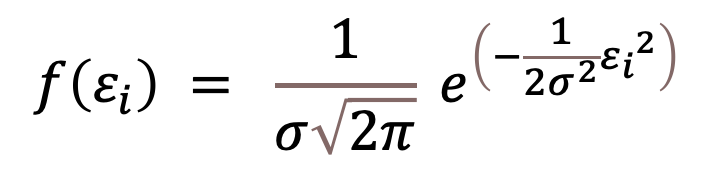 f(εᵢ) = 1/(σ√2π) e^(−1/(2σ²) εᵢ²)